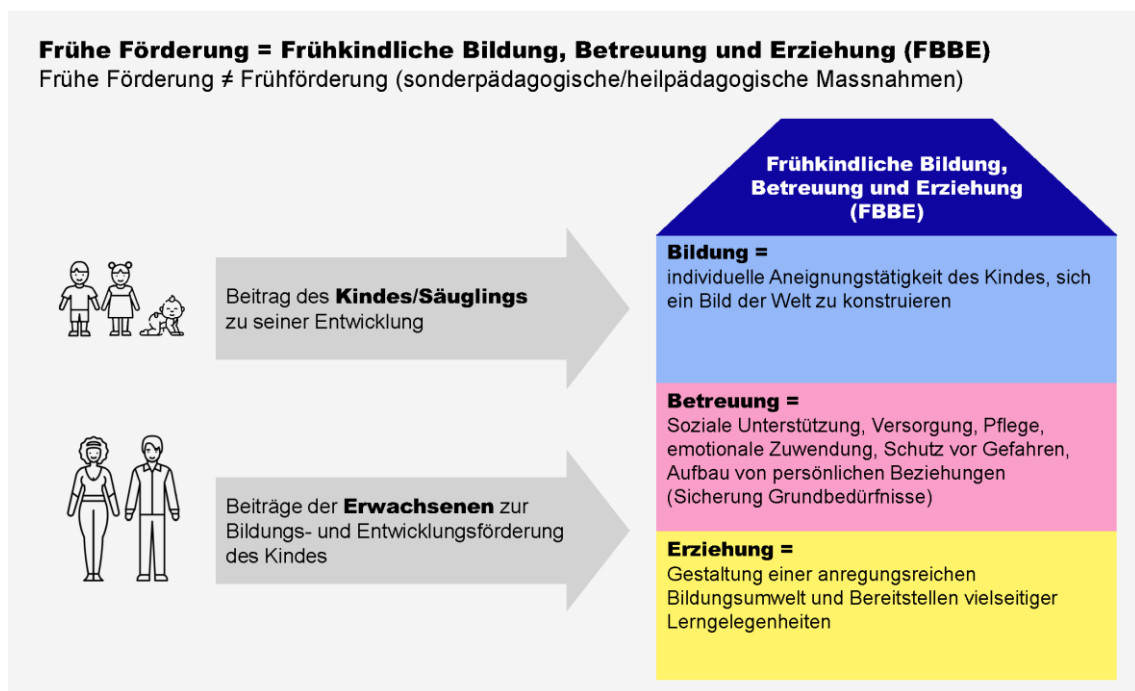 Frühe Förderung = Frühkindliche Bildung, Betreuung und Erziehung (FBBE)
Frühe Förderung ≠ Frühförderung (sonderpädagogische/heilpädagogische Massnahmen)
Frühkindliche Bildung,
Betreuung und Erziehung
(FBBE)
Beitrag des Kindes/Säuglings
zu seiner Entwicklung
Bildung =
individuelle Aneignungstätigkeit des Kindes, sich
ein Bild der Welt zu konstruieren
Beiträge der Erwachsenen zur
Bildungs- und Entwicklungsförderung
des Kindes
Betreuung =
Soziale Unterstützung, Versorgung, Pflege,
emotionale Zuwendung, Schutz vor Gefahren,
Aufbau von persönlichen Beziehungen
(Sicherung Grundbedürfnisse)
Erziehung =
Gestaltung einer anregungsreichen
Bildungsumwelt und Bereitstellen vielseitiger
Lerngelegenheiten